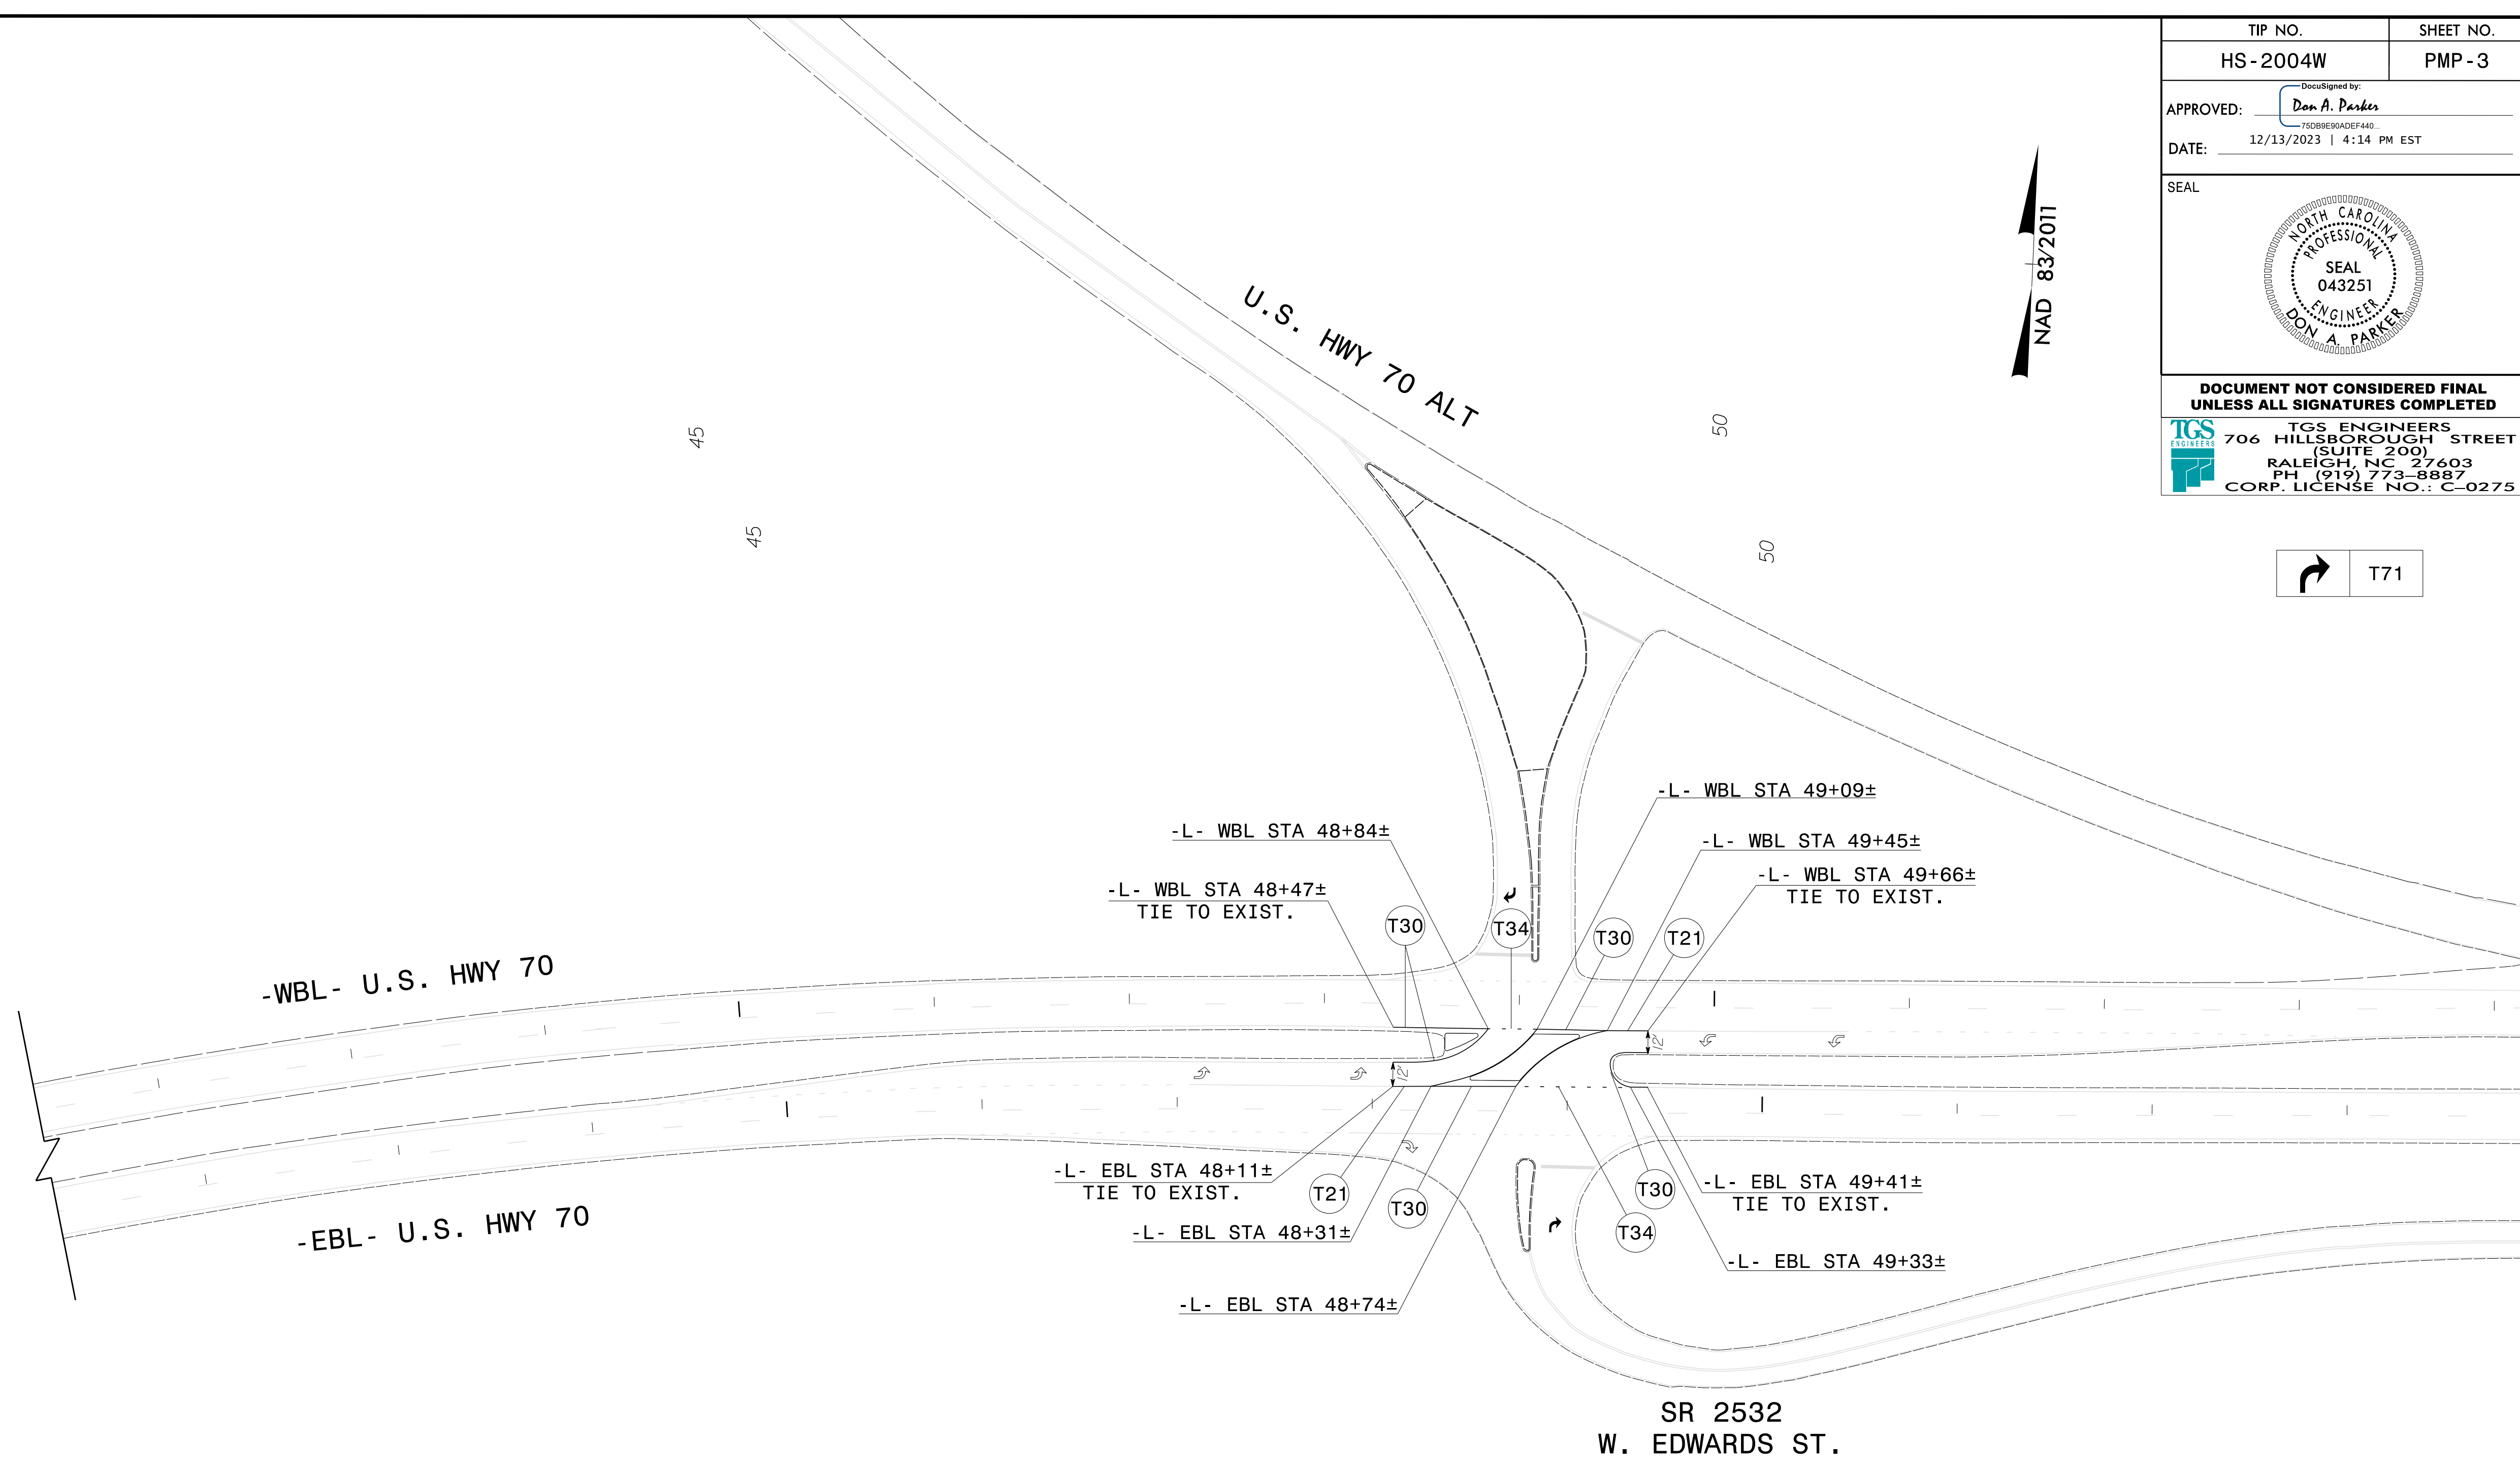 TIP NO.
SHEET NO.
HS-2004W
PMP-3
DocuSigned by:
APPROVED:
Don A. Parker
75DB9E90ADEF440...
DATE:
12/13/2023 | 4:14 PM EST
SEAL
NORTH CAROLINA
PROFESSIONAL
SEAL
043251
ENGINEER
DON A. PARKER
DOCUMENT NOT CONSIDERED FINAL
UNLESS ALL SIGNATURES COMPLETED
TGS
ENGINEERS
TGS ENGINEERS
706 HILLSBOROUGH STREET
(SUITE 200)
RALEIGH, NC 27603
PH (919) 773-8887
CORP. LICENSE NO.: C-0275
T71
NAD 83/2011
U.S. HWY 70 ALT
45
45
50
50
-L- WBL STA 49+09±
-L- WBL STA 48+84±
-L- WBL STA 49+45±
-L- WBL STA 49+66±
TIE TO EXIST.
-L- WBL STA 48+47±
TIE TO EXIST.
T30
T34
T30
T21
-WBL- U.S. HWY 70
12'
12'
-L- EBL STA 48+11±
TIE TO EXIST.
T21
T30
T30
T34
-L- EBL STA 49+41±
TIE TO EXIST.
-EBL- U.S. HWY 70
-L- EBL STA 48+31±
-L- EBL STA 49+33±
-L- EBL STA 48+74±
SR 2532
W. EDWARDS ST.